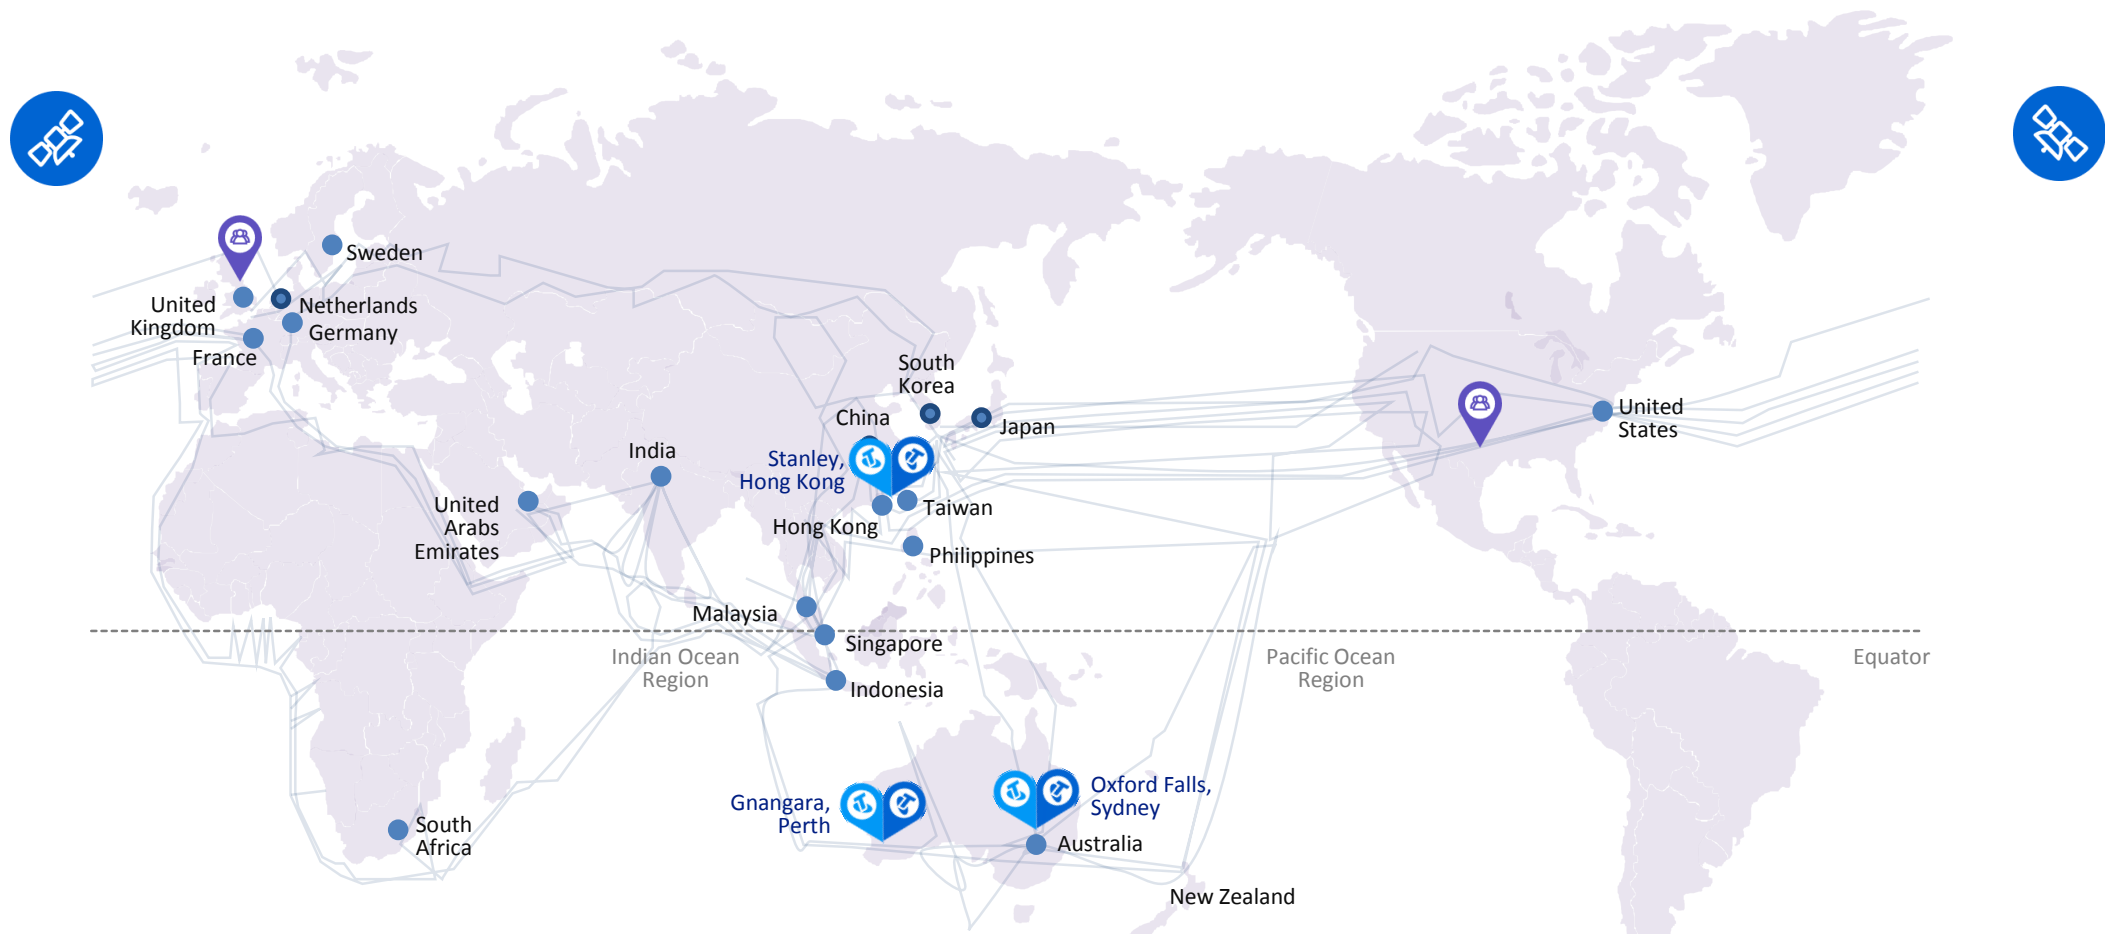 Sweden
United
Kingdom
Netherlands
Germany
France
South
Korea
China
Japan
United
States
India
Stanley,
Hong Kong
United
Arabs
Emirates
Taiwan
Hong Kong
Philippines
Malaysia
Singapore
Indian Ocean
Region
Pacific Ocean
Region
Equator
Indonesia
Gnangara,
Perth
Oxford Falls,
Sydney
South
Africa
Australia
New Zealand